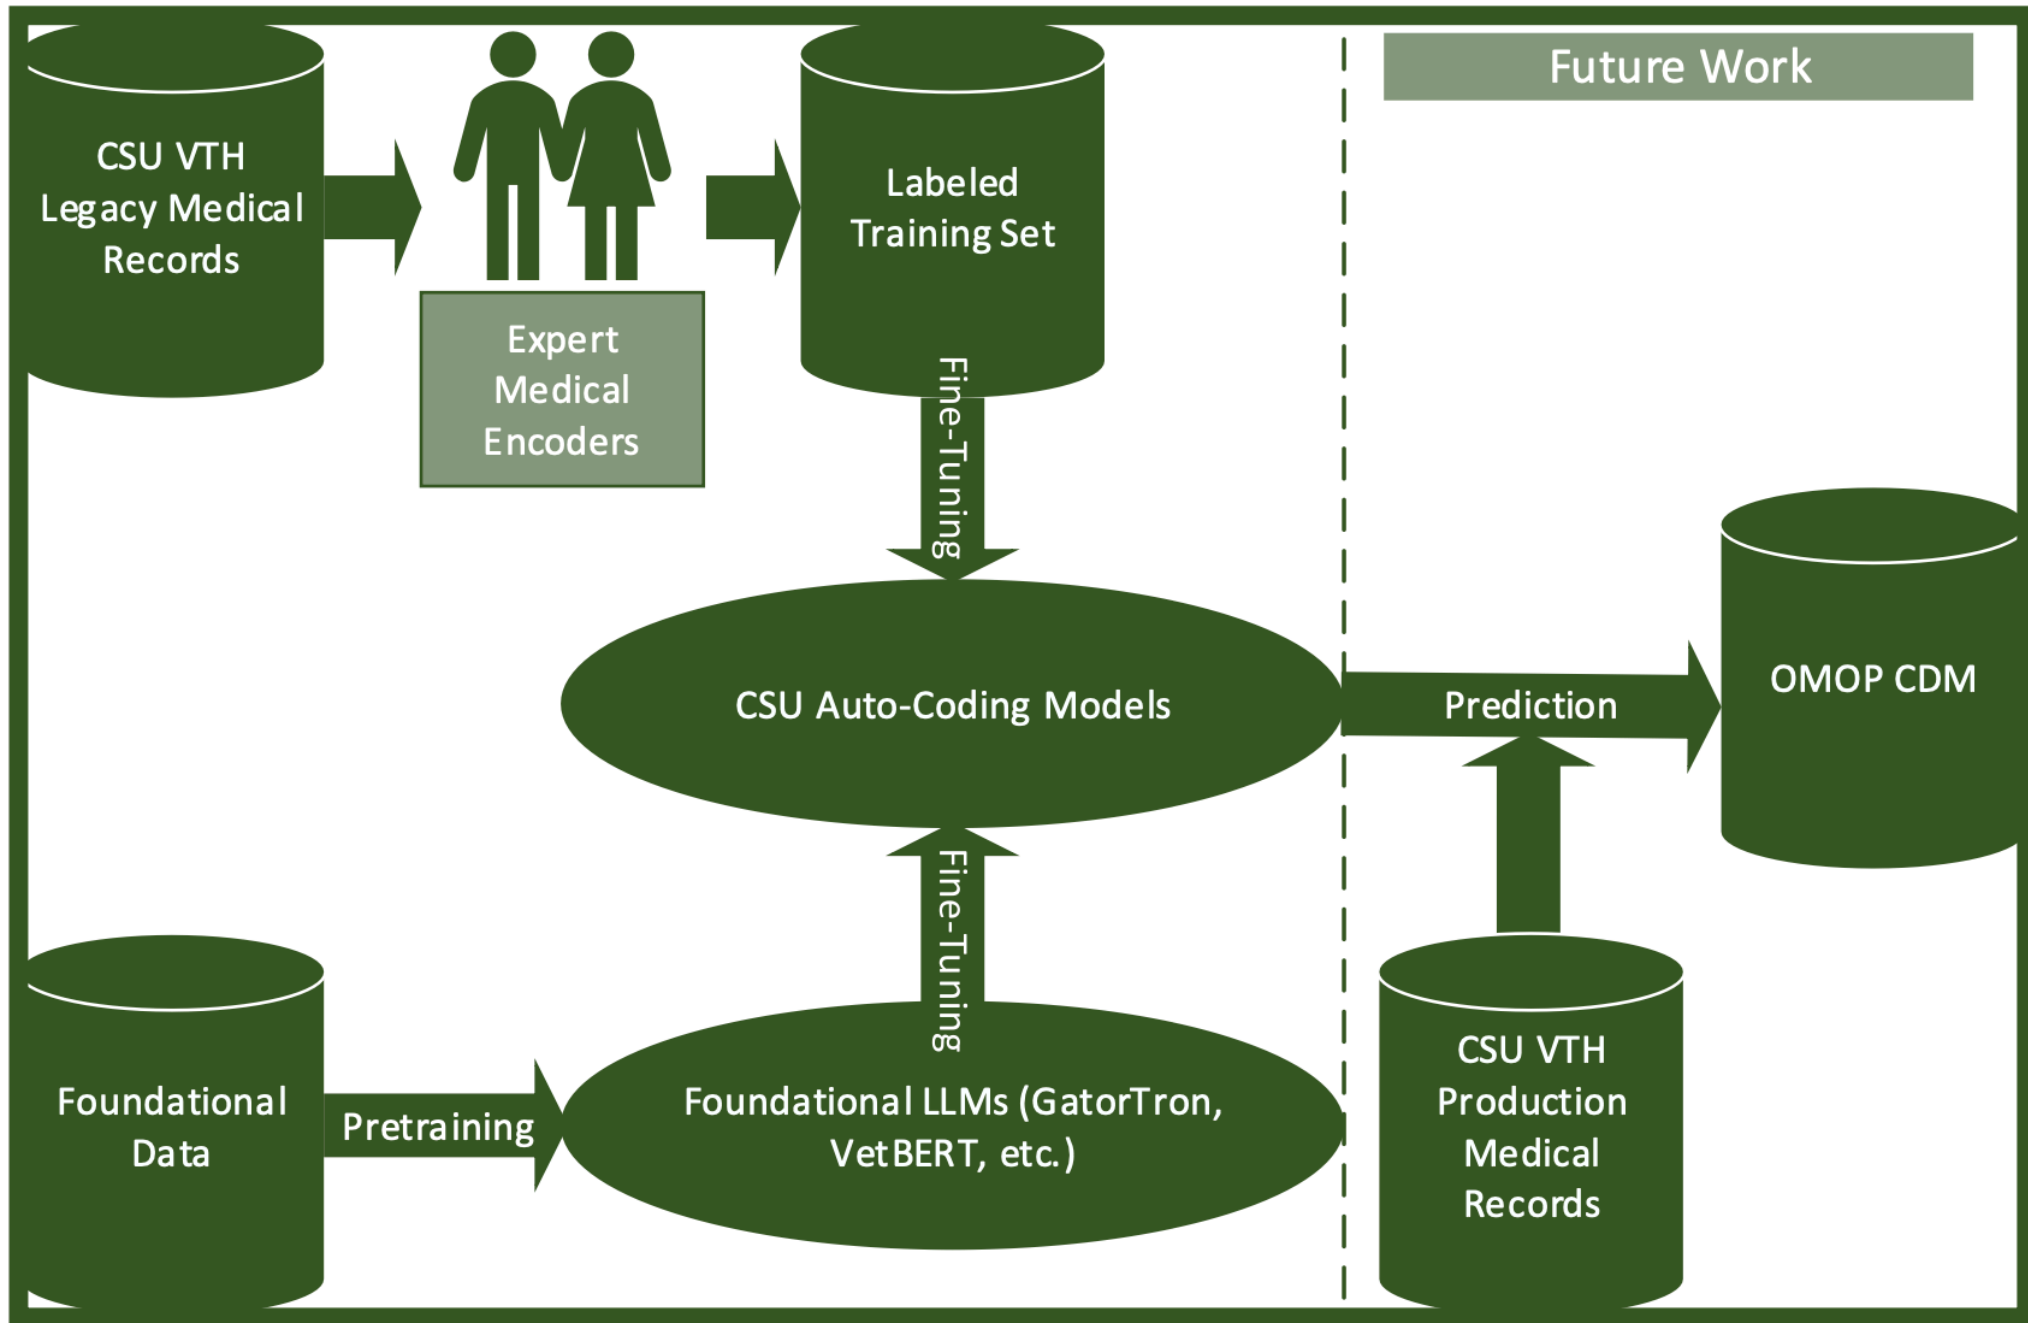 CSU VTH
Legacy Medical
Records
Expert
Medical
Encoders
Labeled
Training Set
Fine-Tuning
CSU Auto-Coding Models
Fine-Tuning
Foundational
Data
Pretraining
Foundational LLMs (GatorTron,
VetBERT, etc.)
Future Work
Prediction
OMOP CDM
CSU VTH
Production
Medical
Records